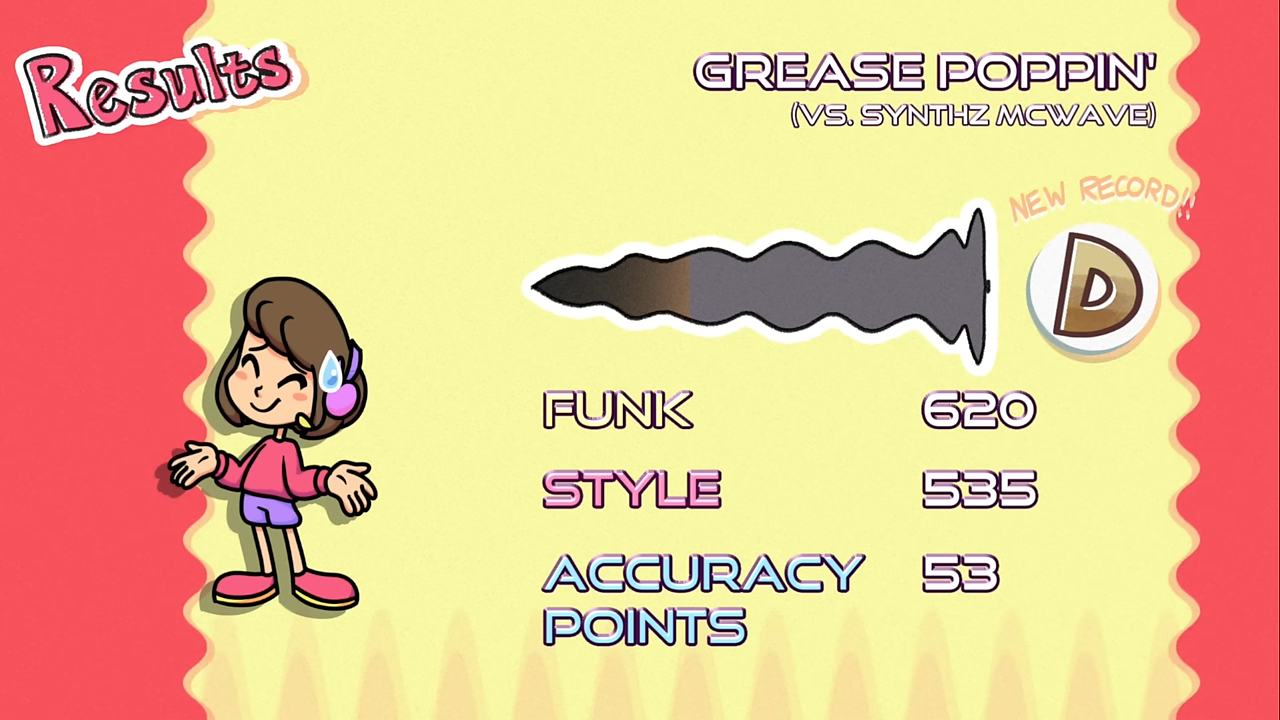 Results
GREASE POPPIN'
(VS. SYNTHZ MCWAVE)
NEW RECORD!!
D
FUNK 620
STYLE 535
ACCURACY 53
POINTS